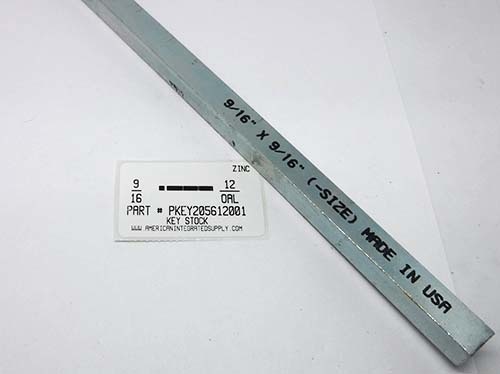 9/16" X 9/16" (-SIZE) MADE IN USA
ZINC
9 12
16 OAL
PART # PKEY205612001
KEY STOCK
WWW.AMERICANINTEGRATEDSUPPLY.COM